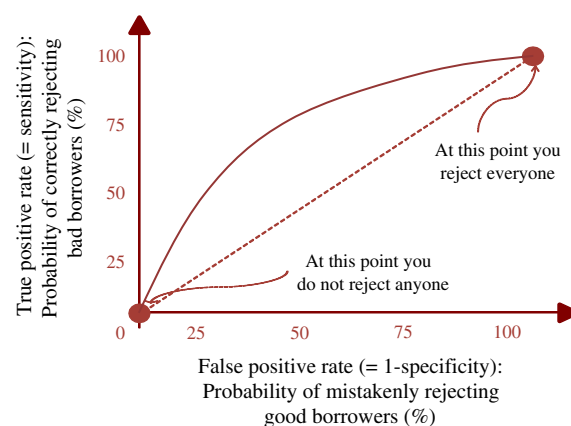 True positive rate (= sensitivity):
Probability of correctly rejecting
bad borrowers (%)
100
75
50
25
0
At this point you
reject everyone
At this point you
do not reject anyone
25
50
75
100
False positive rate (= 1-specificity):
Probability of mistakenly rejecting
good borrowers (%)